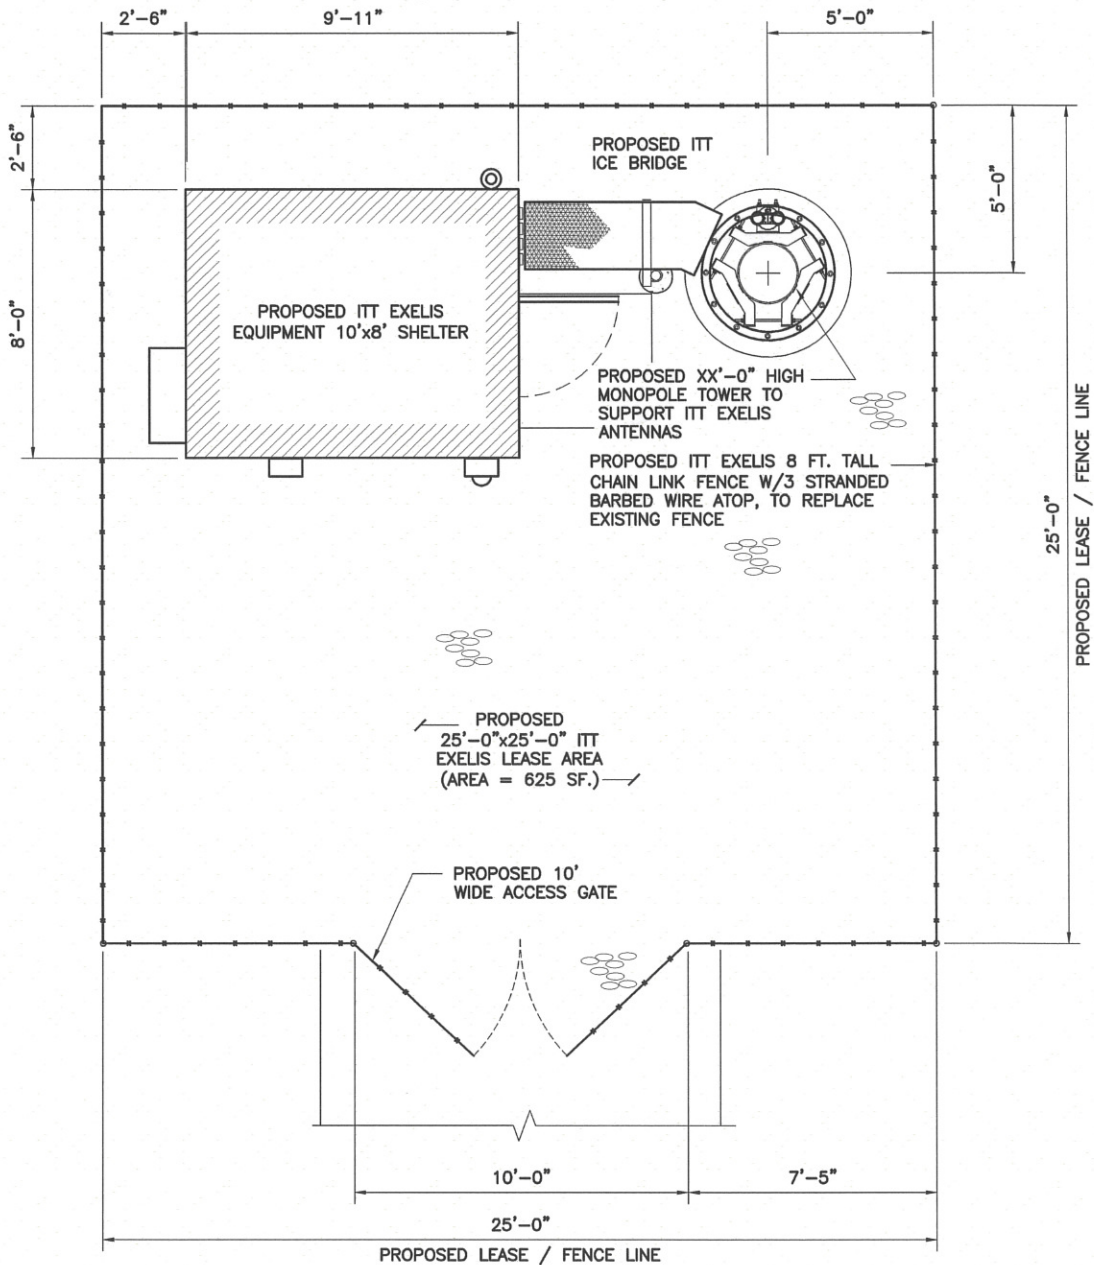 2'-6"
9'-11"
5'-0"
2'-6"
8'-0"
PROPOSED ITT
ICE BRIDGE
5'-0"
PROPOSED ITT EXELIS
EQUIPMENT 10'x8' SHELTER
PROPOSED XX'-0" HIGH
MONOPOLE TOWER TO
SUPPORT ITT EXELIS
ANTENNAS
PROPOSED ITT EXELIS 8 FT. TALL
CHAIN LINK FENCE W/3 STRANDED
BARBED WIRE ATOP, TO REPLACE
EXISTING FENCE
25'-0"
PROPOSED LEASE / FENCE LINE
PROPOSED
25'-0"x25'-0" ITT
EXELIS LEASE AREA
(AREA = 625 SF.)
PROPOSED 10'
WIDE ACCESS GATE
10'-0"
7'-5"
25'-0"
PROPOSED LEASE / FENCE LINE